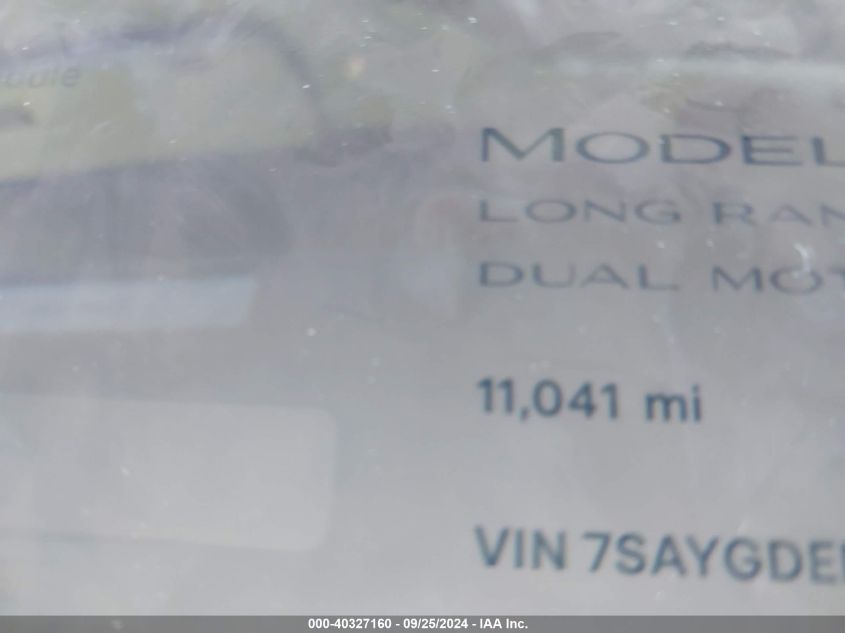 MODEL
LONG RAN
DUAL MOT
11,041 mi
VIN 7SAYGDE
000-40327160 - 09/25/2024 - IAA Inc.